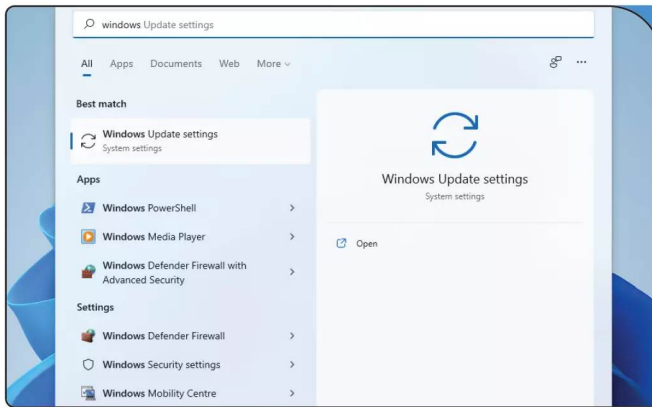 windows Update settings
All Apps Documents Web More
Best match
Windows Update settings
System settings
Apps
Windows PowerShell
Windows Media Player
Windows Defender Firewall with
Advanced Security
Settings
Windows Defender Firewall
Windows Security settings
Windows Mobility Centre
Windows Update settings
System settings
Open